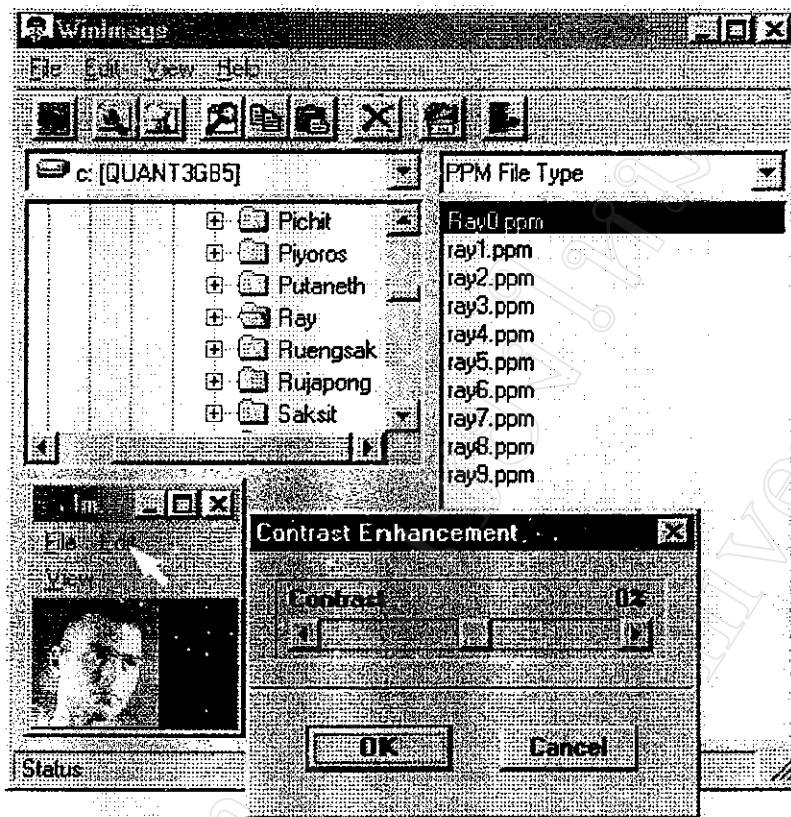 WinImage
File Edit View Help
c: [QUANT3GB5]
PPM File Type
Pichit
Piyoros
Putaneth
Ray
Ruengsak
Rujapong
Saksit
Ray0.ppm
ray1.ppm
ray2.ppm
ray3.ppm
ray4.ppm
ray5.ppm
ray6.ppm
ray7.ppm
ray8.ppm
ray9.ppm
File Edit
View
Contrast Enhancement
Contrast 0%
OK Cancel
Status